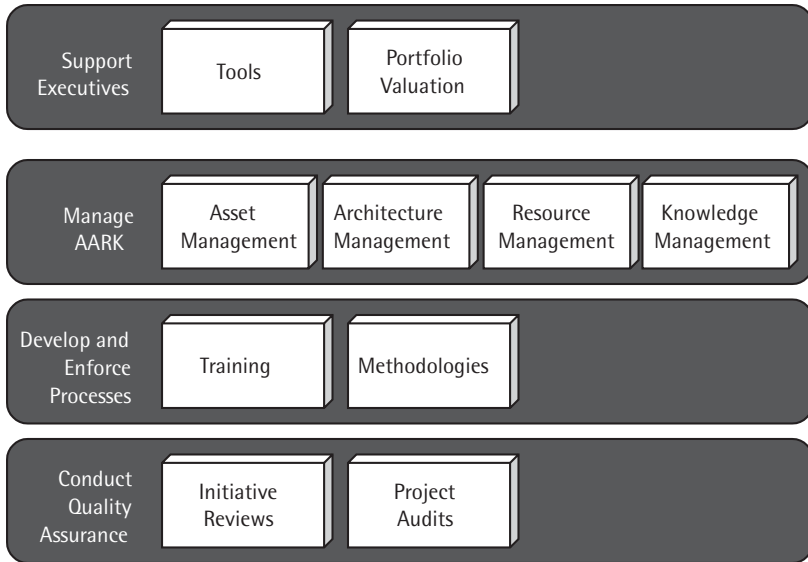 Support
Executives
Tools
Portfolio
Valuation
Manage
AARK
Asset
Management
Architecture
Management
Resource
Management
Knowledge
Management
Develop and
Enforce
Processes
Training
Methodologies
Conduct
Quality
Assurance
Initiative
Reviews
Project
Audits